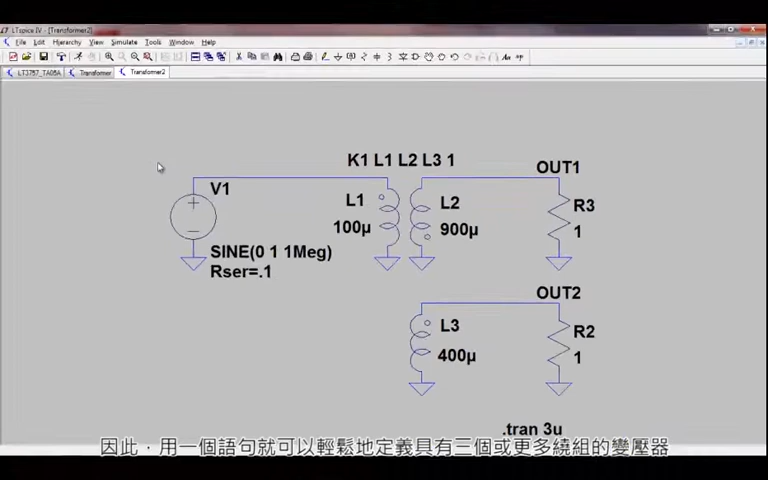 LTspice IV - [Transformer2]
File Edit Hierarchy View Simulate Tools Window Help
LT3757_TA05A Transformer Transformer2
K1 L1 L2 L3 1
OUT1
V1
L1
L2
R3
100µ
900µ
1
SINE(0 1 1Meg)
Rser=.1
OUT2
L3
R2
400µ
1
.tran 3u
因此，用一個語句就可以輕鬆地定義具有三個或更多繞組的變壓器